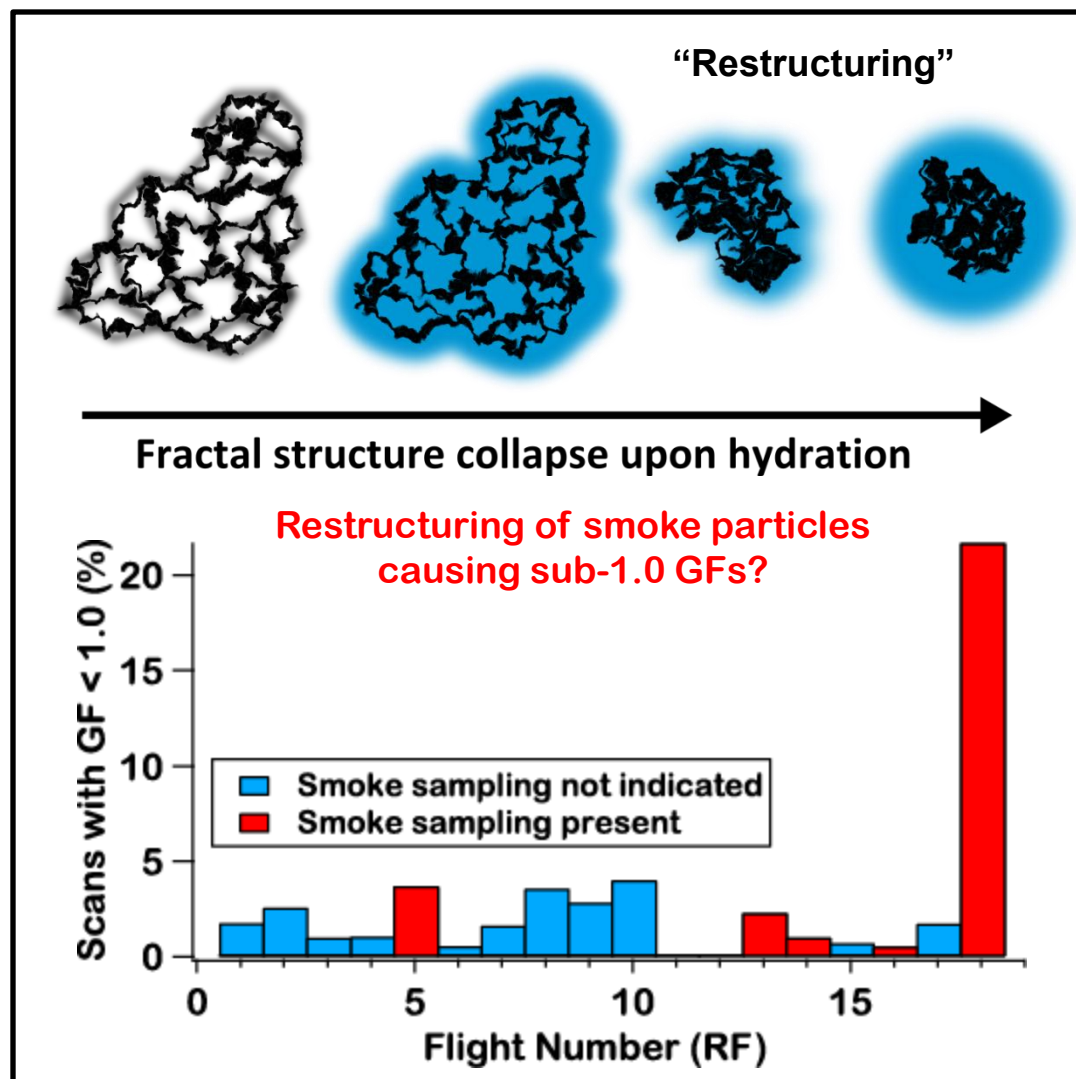 “Restructuring”
Fractal structure collapse upon hydration
Restructuring of smoke particles
causing sub-1.0 GFs?
Scans with GF < 1.0 (%)
20
15
10
5
0
Smoke sampling not indicated
Smoke sampling present
0 5 10 15
Flight Number (RF)